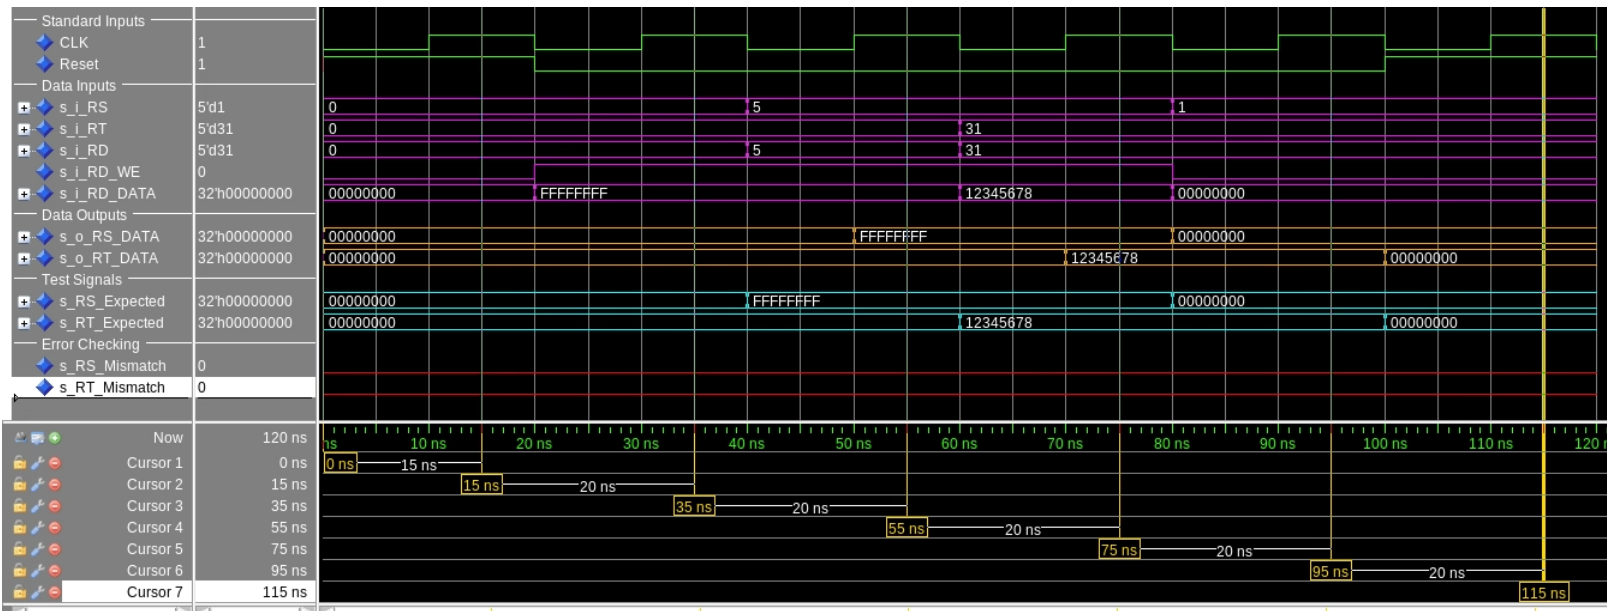 Standard Inputs
CLK 1
Reset 1
Data Inputs
s_i_RS 5'd1 0 5 1
s_i_RT 5'd31 0 31
s_i_RD 5'd31 0 5 31
s_i_RD_WE 0
s_i_RD_DATA 32'h00000000 00000000 FFFFFFFF 12345678 00000000
Data Outputs
s_o_RS_DATA 32'h00000000 00000000 FFFFFFFF 00000000
s_o_RT_DATA 32'h00000000 00000000 12345678 00000000
Test Signals
s_RS_Expected 32'h00000000 00000000 FFFFFFFF 00000000
s_RT_Expected 32'h00000000 00000000 12345678 00000000
Error Checking
s_RS_Mismatch 0
s_RT_Mismatch 0
Now 120 ns ns 10 ns 20 ns 30 ns 40 ns 50 ns 60 ns 70 ns 80 ns 90 ns 100 ns 110 ns 120 n
Cursor 1 0 ns 0 ns 15 ns
Cursor 2 15 ns 15 ns 20 ns
Cursor 3 35 ns 35 ns 20 ns
Cursor 4 55 ns 55 ns 20 ns
Cursor 5 75 ns 75 ns 20 ns
Cursor 6 95 ns 95 ns 20 ns
Cursor 7 115 ns 115 ns